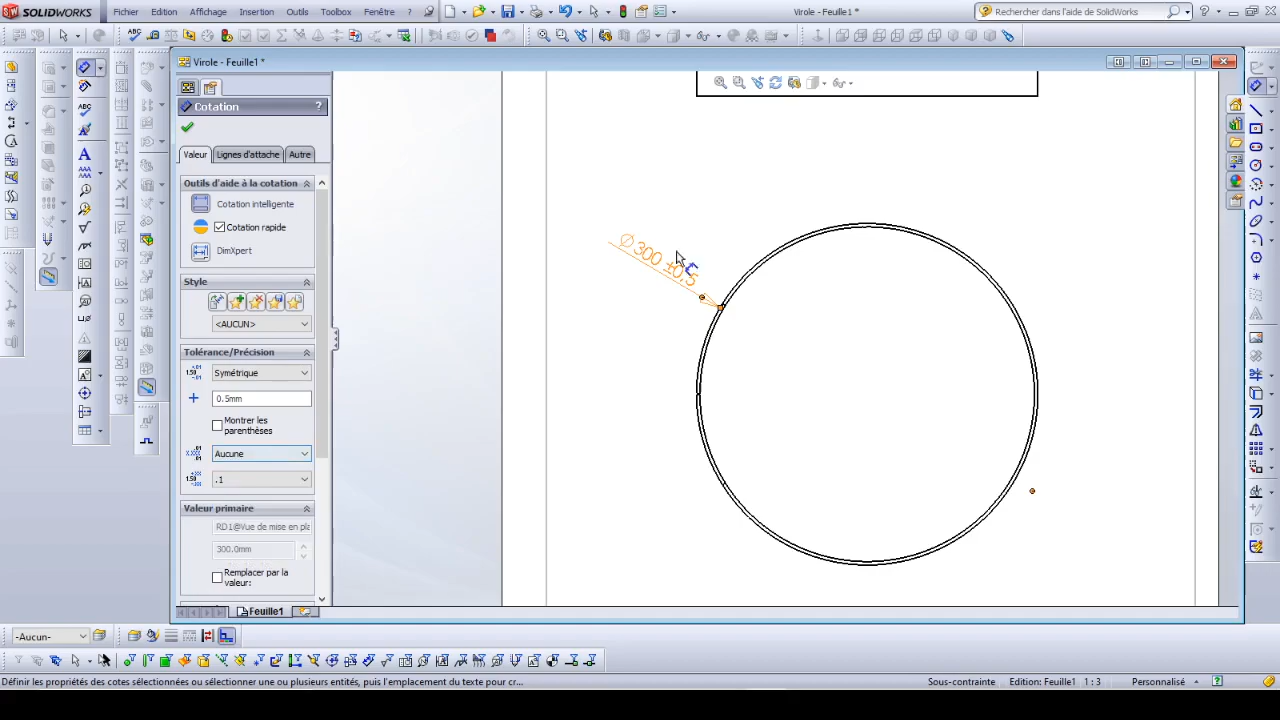 SOLIDWORKS Fichier Edition Affichage Insertion Outils Toolbox Fenêtre ? Virole - Feuille1 * Rechercher dans l'aide de SolidWorks ?
Virole - Feuille1 *
Cotation ?
Valeur Lignes d'attache Autre
Outils d'aide à la cotation
Cotation intelligente
Cotation rapide
DimXpert
Style
<AUCUN>
Tolérance/Précision
Symétrique
0.5mm
Montrer les parenthèses
Aucune
.1
Valeur primaire
RD1@Vue de mise en pla
300.0mm
Remplacer par la valeur:
Ø300 ±0,5
Feuille1
-Aucun-
Définir les propriétés des cotes sélectionnées ou sélectionner une ou plusieurs entités, puis l'emplacement du texte pour cr... Sous-contrainte Edition: Feuille1 1 : 3 Personnalisé